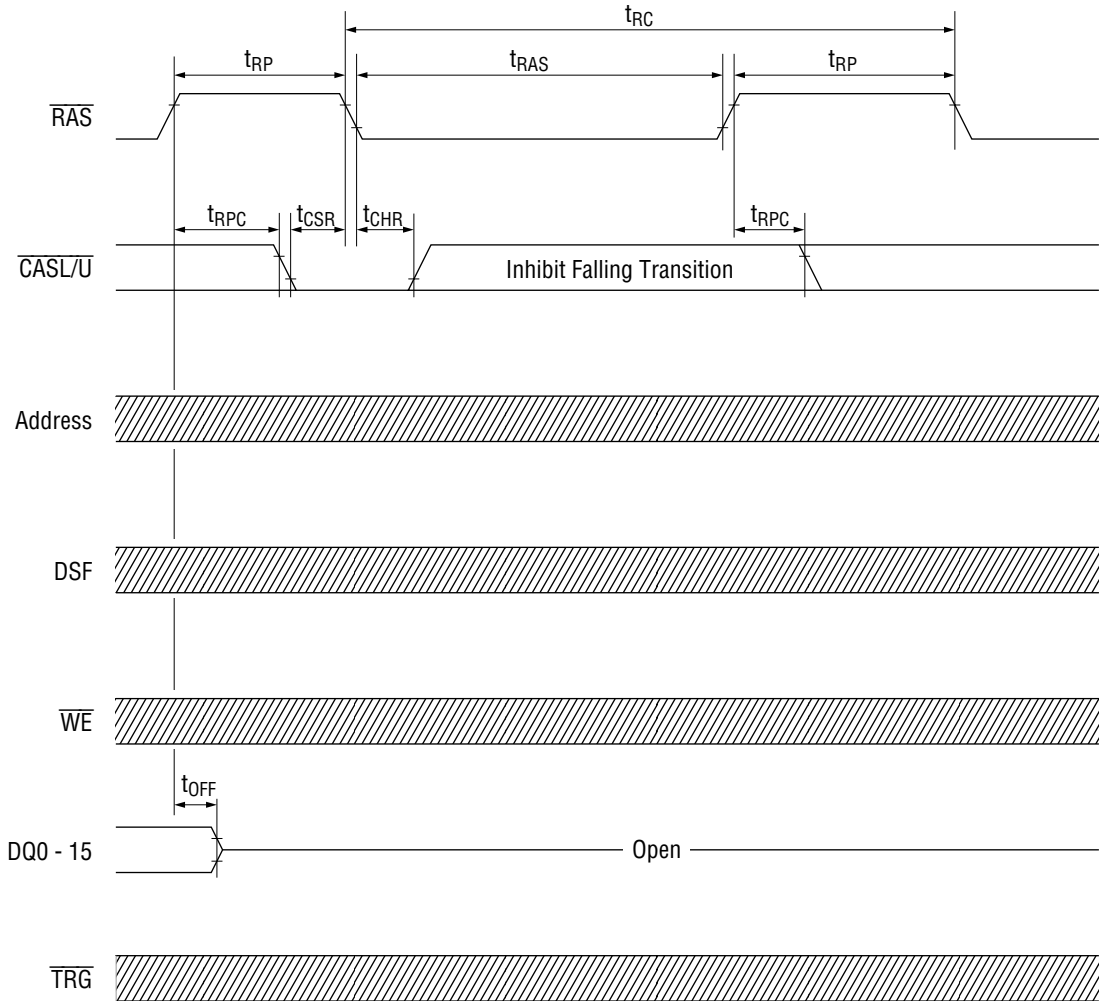 tRC
tRP tRAS tRP
RAS
tRPC tCSR tCHR tRPC
CASL/U Inhibit Falling Transition
Address
DSF
WE
tOFF
DQ0 - 15 Open
TRG